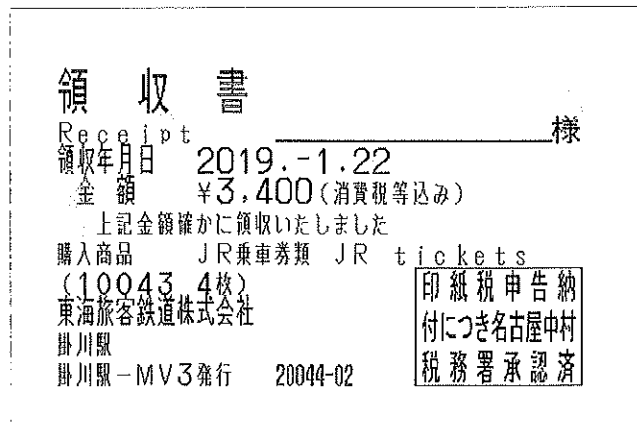 領収書
Receipt
様
領収年月日 2019.-1.22
金額 ¥3,400(消費税等込み)
上記金額確かに領収いたしました
購入商品 JR乗車券類 JR tickets
(10043 4枚)
東海旅客鉄道株式会社
掛川駅
掛川駅-MV3発行 20044-02
印紙税申告納
付につき名古屋中村
税務署承認済